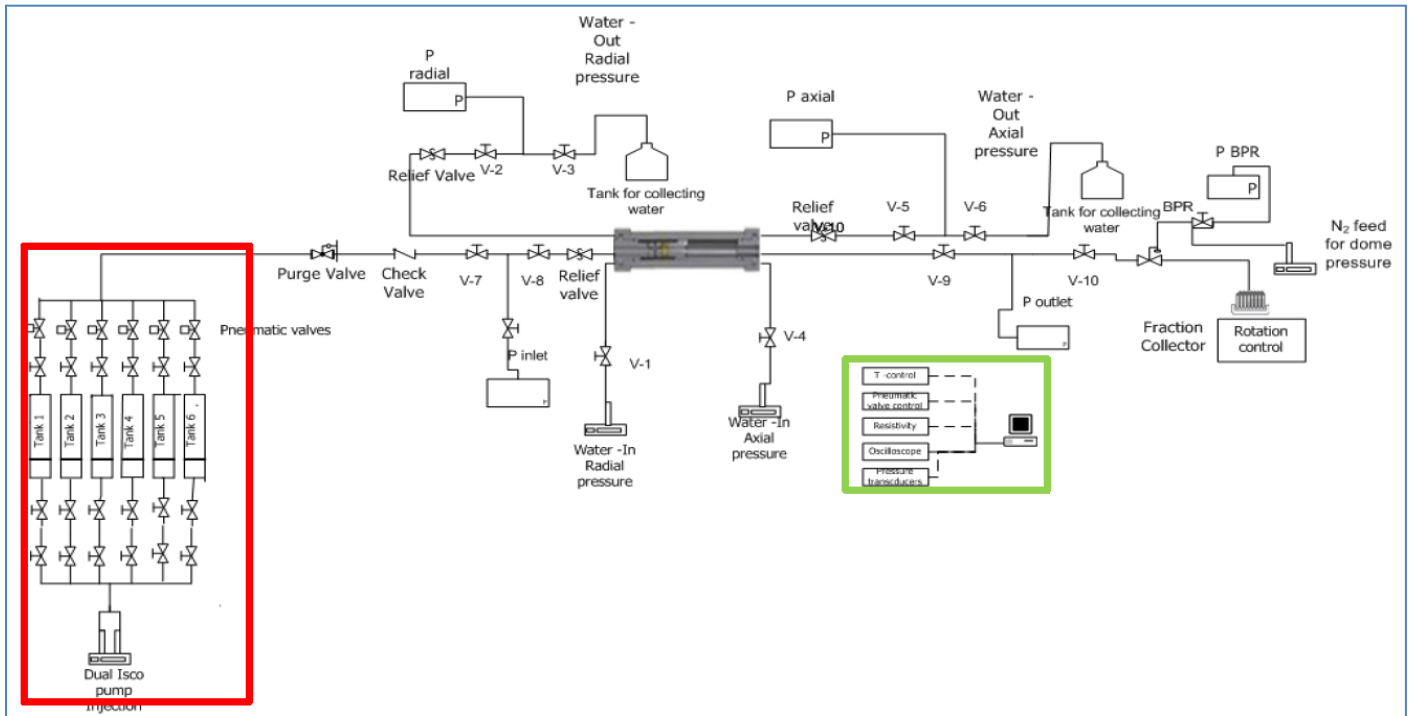 Water -
Out
Radial
pressure
P
radial
P
Relief Valve
V-2
V-3
Tank for collecting
water
P axial
P
Water -
Out
Axial
pressure
Relief
valve
V-10
V-5
V-6
Tank for collecting
water
P BPR
P
BPR
N₂ feed
for dome
pressure
Purge Valve
Check
Valve
V-7
V-8
Relief
valve
V-9
V-10
P inlet
P
V-1
Water -In
Radial
pressure
V-4
Water -In
Axial
pressure
P outlet
P
Fraction
Collector
Rotation
control
Pneumatic valves
Tank 1
Tank 2
Tank 3
Tank 4
Tank 5
Tank 6
Dual Isco
pump
Injection
T -control
Pneumatic
valve control
Resistivity
Oscilloscope
Pressure
transcducers